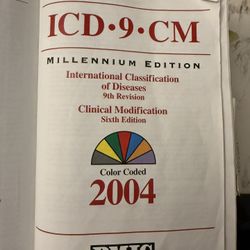 ICD•9•CM
MILLENNIUM EDITION
International Classification
of Diseases
9th Revision
Clinical Modification
Sixth Edition
Color Coded
2004